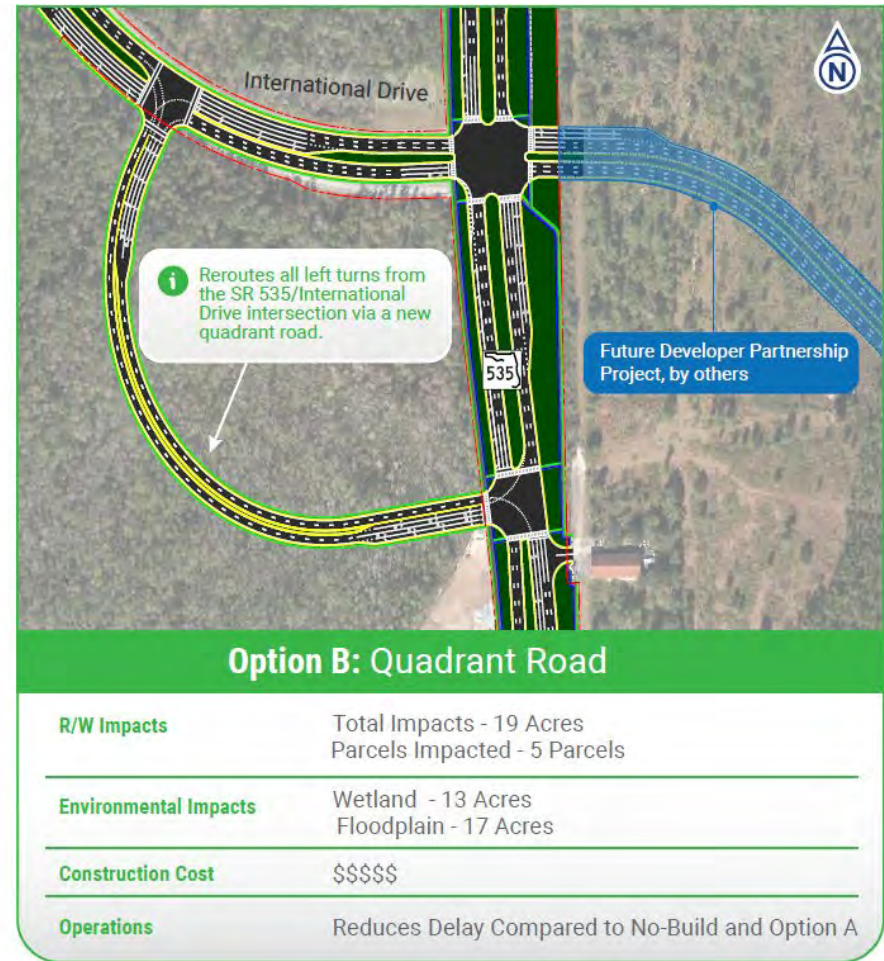 N
International Drive
i
Reroutes all left turns from
the SR 535/International
Drive intersection via a new
quadrant road.
535
Future Developer Partnership
Project, by others
Option B: Quadrant Road
R/W Impacts
Total Impacts - 19 Acres
Parcels Impacted - 5 Parcels
Environmental Impacts
Wetland - 13 Acres
Floodplain - 17 Acres
Construction Cost
$$$$$
Operations
Reduces Delay Compared to No-Build and Option A